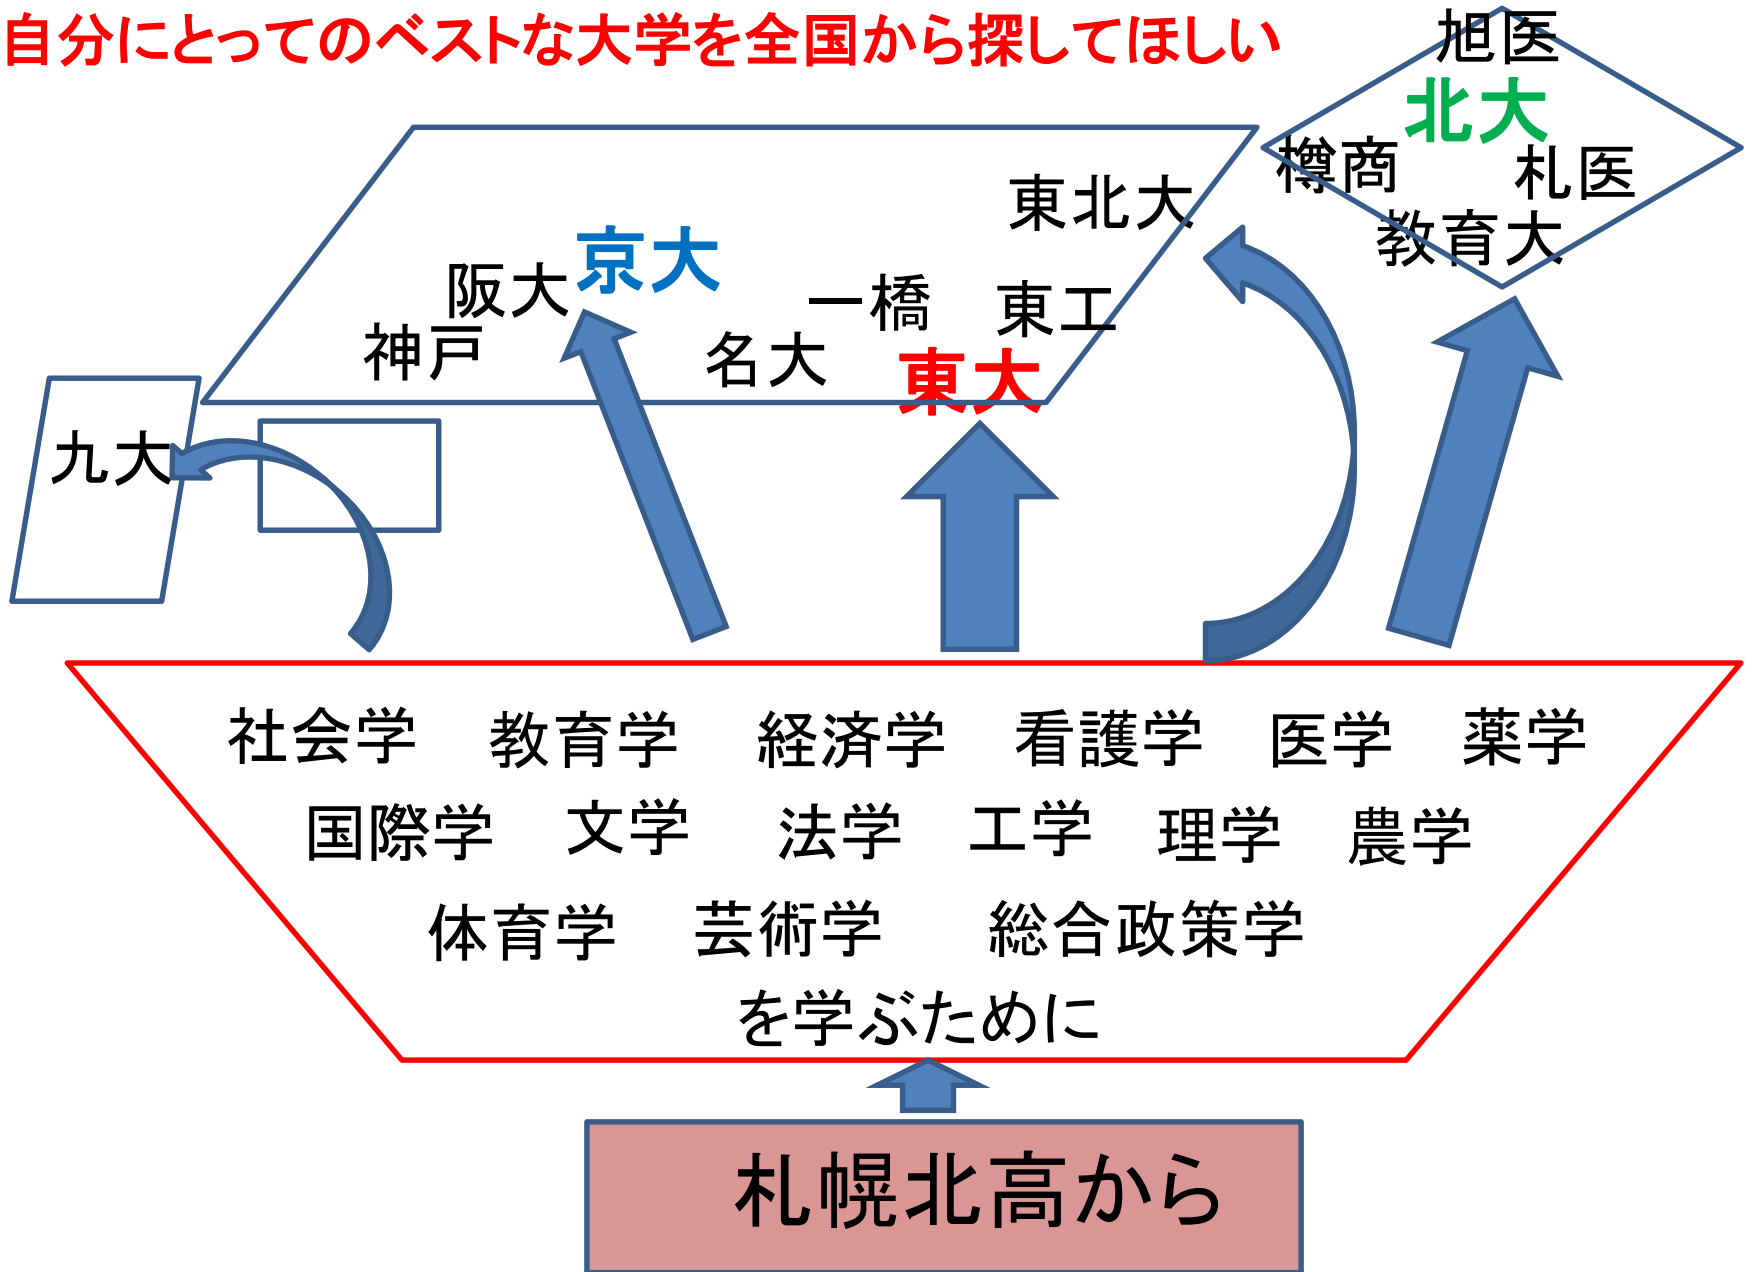 自分にとってのベストな大学を全国から探してほしい
旭医
北大
樽商
札医
教育大
東北大
京大
阪大
一橋
東工
神戸
名大
東大
九大
社会学 教育学 経済学 看護学 医学 薬学
国際学 文学 法学 工学 理学 農学
体育学 芸術学 総合政策学
を学ぶために
札幌北高から